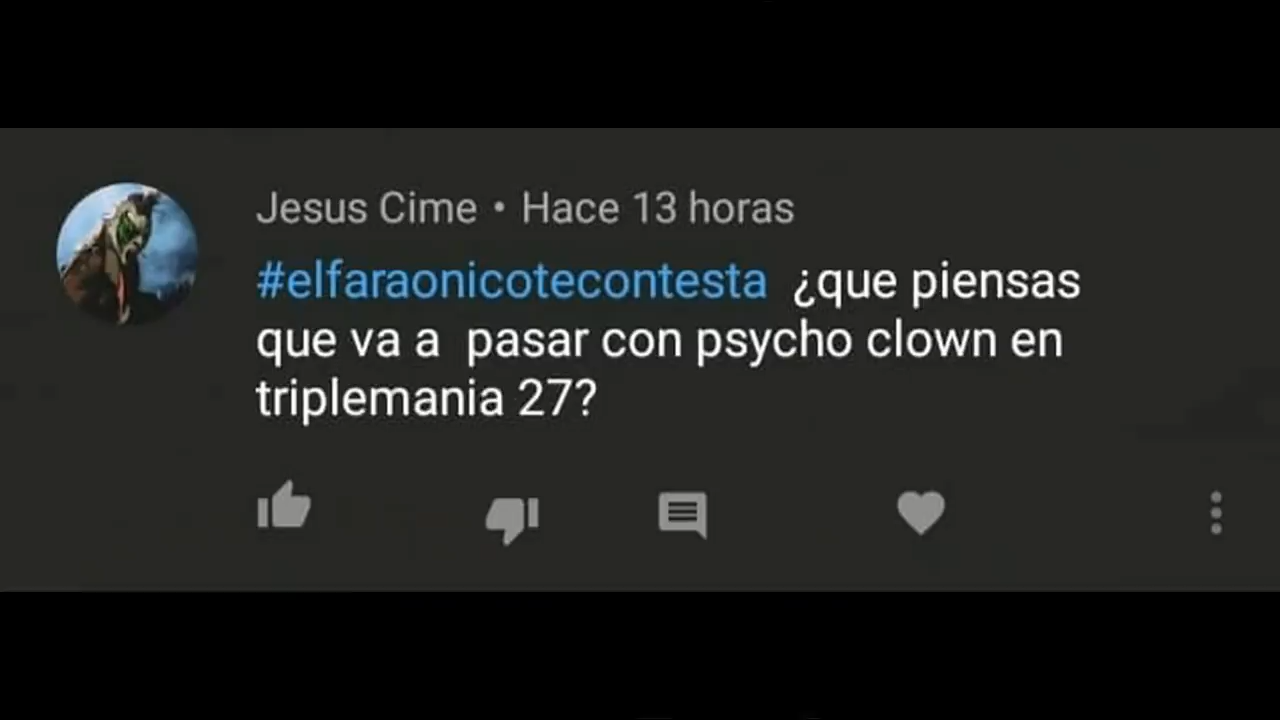 Jesus Cime • Hace 13 horas
#elfaraonicotecontesta ¿que piensas
que va a pasar con psycho clown en
triplemania 27?